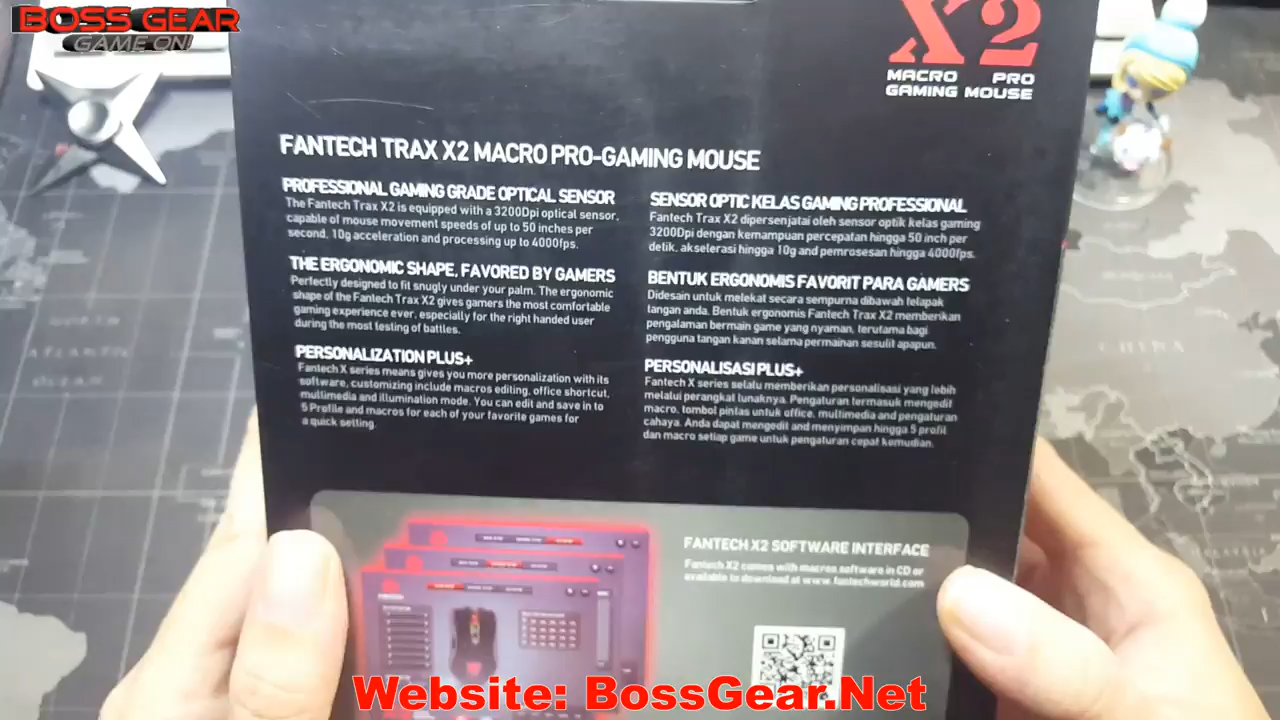 BOSS GEAR
GAME ON!
X2
MACRO PRO
GAMING MOUSE
FANTECH TRAX X2 MACRO PRO-GAMING MOUSE
PROFESSIONAL GAMING GRADE OPTICAL SENSOR
The Fantech Trax X2 is equipped with a 3200Dpi optical sensor,
capable of mouse movement speeds of up to 50 inches per
second, 10g acceleration and processing up to 4000fps.
THE ERGONOMIC SHAPE, FAVORED BY GAMERS
Perfectly designed to fit snugly under your palm. The ergonomic
shape of the Fantech Trax X2 gives gamers the most comfortable
gaming experience ever, especially for the right handed user
during the most testing of battles.
PERSONALIZATION PLUS+
Fantech X series means gives you more personalization with its
software, customizing include macros editing, office shortcut,
multimedia and illumination mode. You can edit and save in to
5 Profile and macros for each of your favorite games for
a quick setting.
SENSOR OPTIC KELAS GAMING PROFESSIONAL
Fantech Trax X2 dipersenjatai oleh sensor optik kelas gaming
3200Dpi dengan kemampuan percepatan hingga 50 inch per
detik, akselerasi hingga 10g and pemrosesan hingga 4000fps.
BENTUK ERGONOMIS FAVORIT PARA GAMERS
Didesain untuk melekat secara sempurna dibawah telapak
tangan anda. Bentuk ergonomis Fantech Trax X2 memberikan
pengalaman bermain game yang nyaman, terutama bagi
pengguna tangan kanan selama permainan sesulit apapun.
PERSONALISASI PLUS+
Fantech X series selalu memberikan personalisasi yang lebih
melalui perangkat lunaknya. Pengaturan termasuk mengedit
macro, tombol pintas untuk office, multimedia and pengaturan
cahaya. Anda dapat mengedit and menyimpan hingga 5 profil
dan macro setiap game untuk pengaturan cepat kemudian.
FANTECH X2 SOFTWARE INTERFACE
Fantech X2 comes with macros software in CD or
available to download at www.fantechworld.com
CHINA
ATLANTIC
OCEAN
Website: BossGear.Net